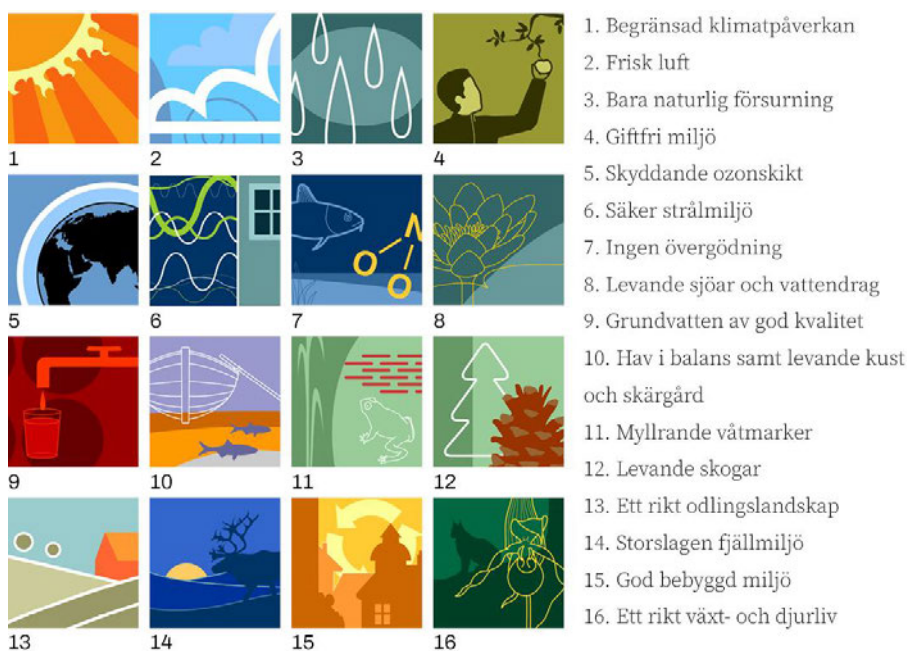 1
2
3
4
5
6
N
O
O
7
8
9
10
11
12
13
14
15
16
1. Begränsad klimatpåverkan
2. Frisk luft
3. Bara naturlig försurning
4. Giftfri miljö
5. Skyddande ozonskikt
6. Säker strålmiljö
7. Ingen övergödning
8. Levande sjöar och vattendrag
9. Grundvatten av god kvalitet
10. Hav i balans samt levande kust
och skärgård
11. Myllrande våtmarker
12. Levande skogar
13. Ett rikt odlingslandskap
14. Storslagen fjällmiljö
15. God bebyggd miljö
16. Ett rikt växt- och djurliv